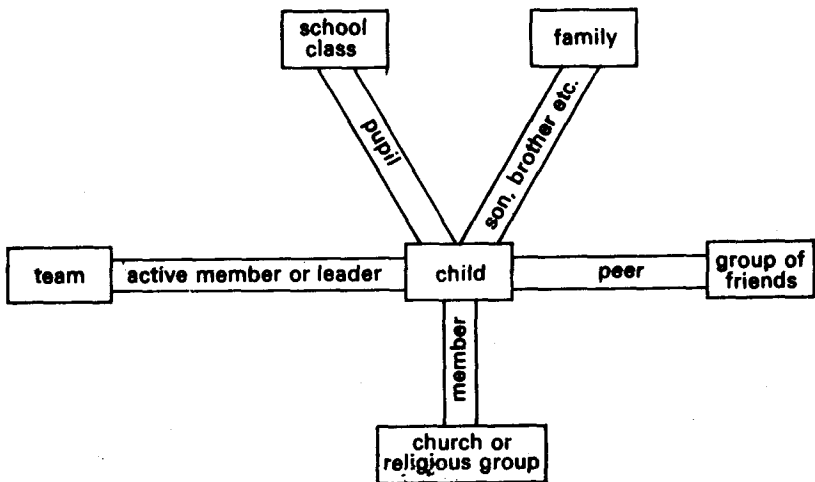 school
class
family
pupil
son, brother etc.
team
active member or leader
child
peer
group of
friends
member
church or
religious group